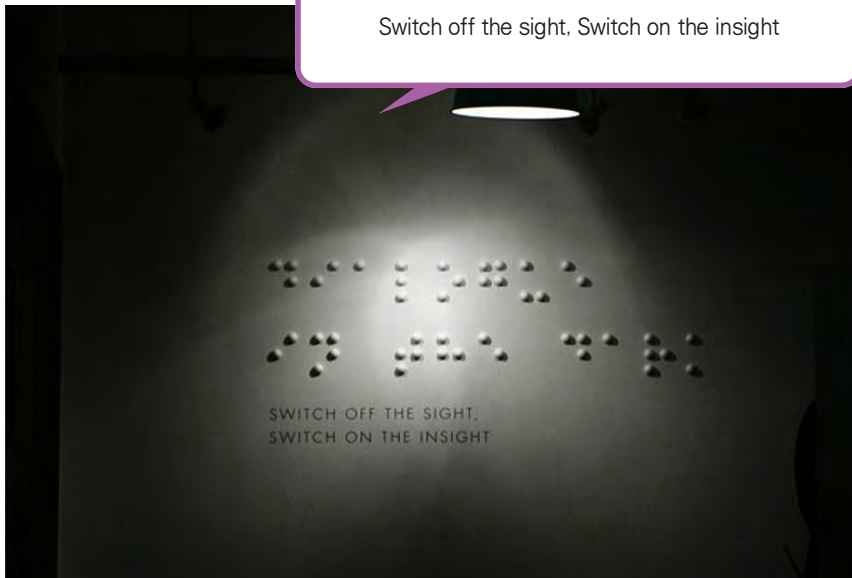 Switch off the sight, Switch on the insight
SWITCH OFF THE SIGHT,
SWITCH ON THE INSIGHT